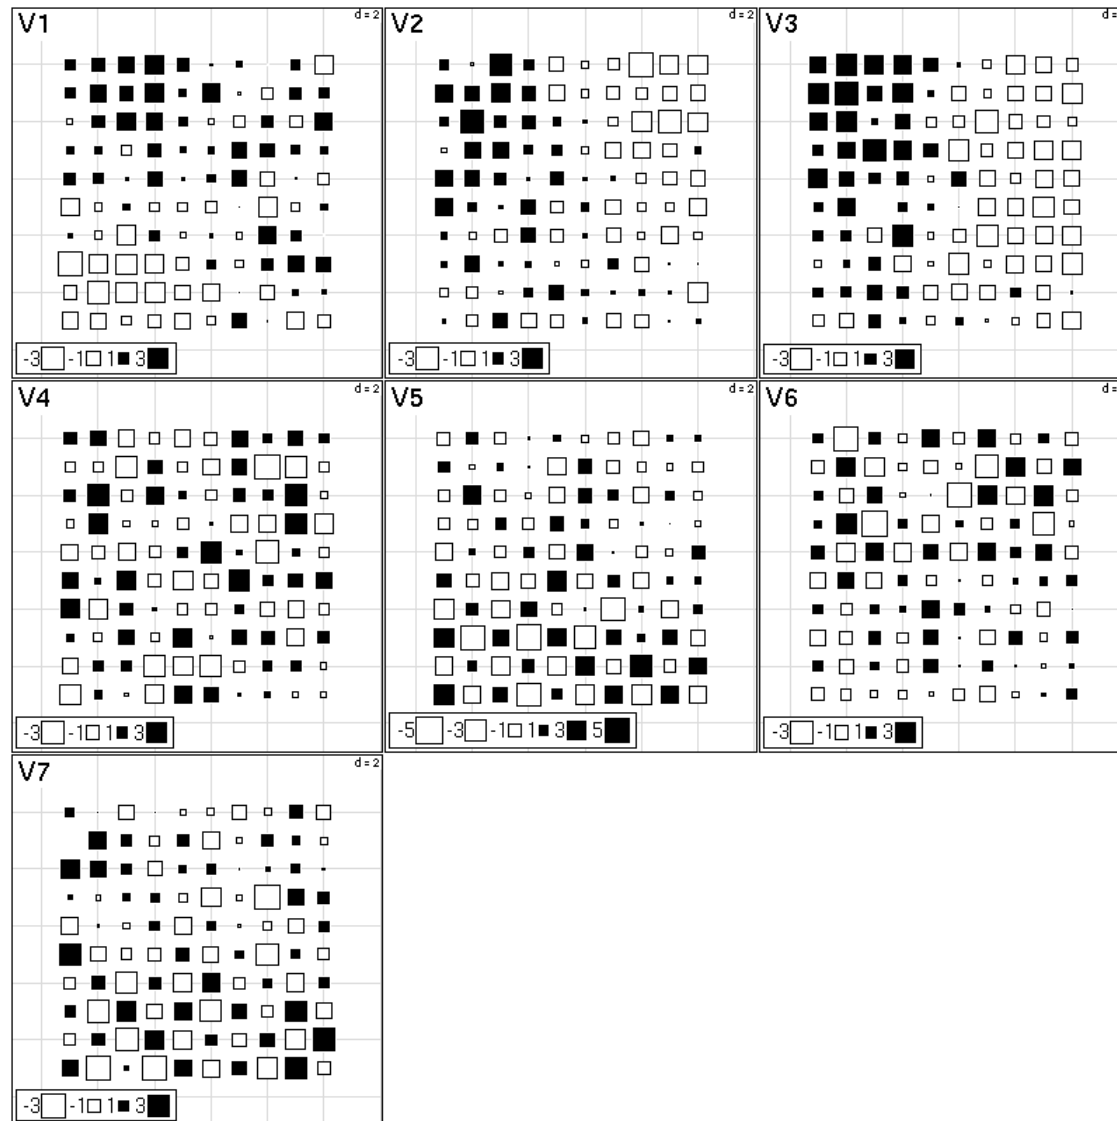 V1 d = 2
V2 d = 2
V3 d =
-3 -1 1 3
-3 -1 1 3
-3 -1 1 3
V4 d = 2
V5 d = 2
V6 d =
-3 -1 1 3
-5 -3 -1 1 3 5
-3 -1 1 3
V7 d = 2
-3 -1 1 3